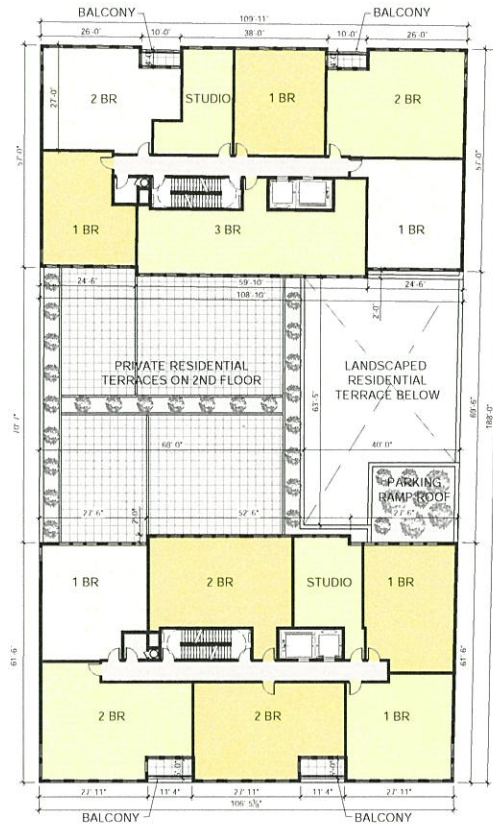 BALCONY
BALCONY
109'-11"
26'-0"
10'-0"
38'-0"
10'-0"
26'-0"
2 BR
STUDIO
1 BR
2 BR
27'-0"
57'-0"
57'-0"
1 BR
3 BR
1 BR
24'-6"
59'-10"
24'-6"
108'-10"
2'-0"
PRIVATE RESIDENTIAL
TERRACES ON 2ND FLOOR
LANDSCAPED
RESIDENTIAL
TERRACE BELOW
63'-5"
69'-6"
188'-0"
68'-0"
40'-0"
PARKING
RAMP ROOF
27'-6"
52'-6"
27'-6"
1 BR
2 BR
STUDIO
1 BR
61'-6"
61'-6"
2 BR
2 BR
1 BR
27' 11"
11' 4"
27' 11"
11' 4"
27' 11"
BALCONY
BALCONY